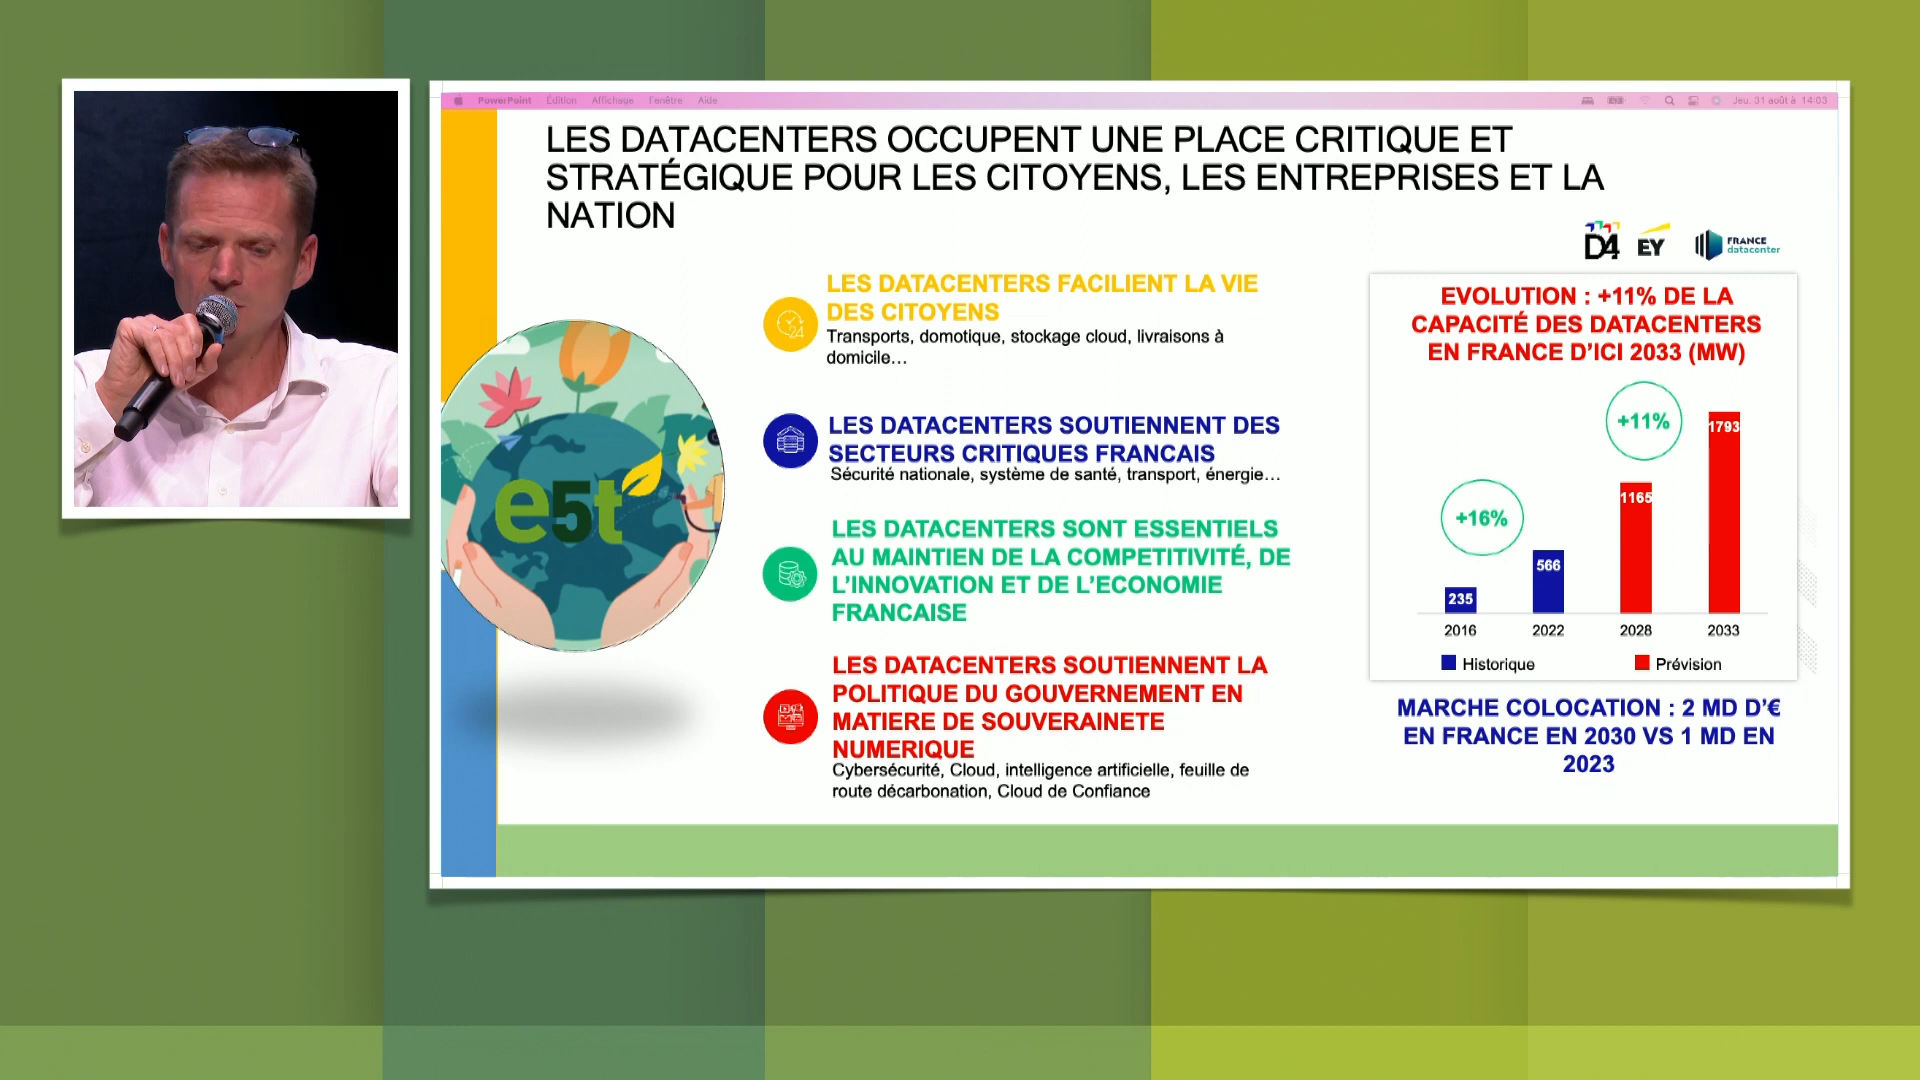 PowerPoint Édition Affichage Fenêtre Aide
Jeu. 31 août à 14:03
LES DATACENTERS OCCUPENT UNE PLACE CRITIQUE ET
STRATÉGIQUE POUR LES CITOYENS, LES ENTREPRISES ET LA
NATION
D4 EY FRANCE
datacenter
e5t
24
LES DATACENTERS FACILIENT LA VIE
DES CITOYENS
Transports, domotique, stockage cloud, livraisons à
domicile…
LES DATACENTERS SOUTIENNENT DES
SECTEURS CRITIQUES FRANCAIS
Sécurité nationale, système de santé, transport, énergie…
LES DATACENTERS SONT ESSENTIELS
AU MAINTIEN DE LA COMPETITIVITÉ, DE
L’INNOVATION ET DE L’ECONOMIE
FRANCAISE
LES DATACENTERS SOUTIENNENT LA
POLITIQUE DU GOUVERNEMENT EN
MATIERE DE SOUVERAINETE
NUMERIQUE
Cybersécurité, Cloud, intelligence artificielle, feuille de
route décarbonation, Cloud de Confiance
EVOLUTION : +11% DE LA
CAPACITÉ DES DATACENTERS
EN FRANCE D’ICI 2033 (MW)
+11%
1793
1165
+16%
566
235
2016 2022 2028 2033
Historique Prévision
MARCHE COLOCATION : 2 MD D’€
EN FRANCE EN 2030 VS 1 MD EN
2023